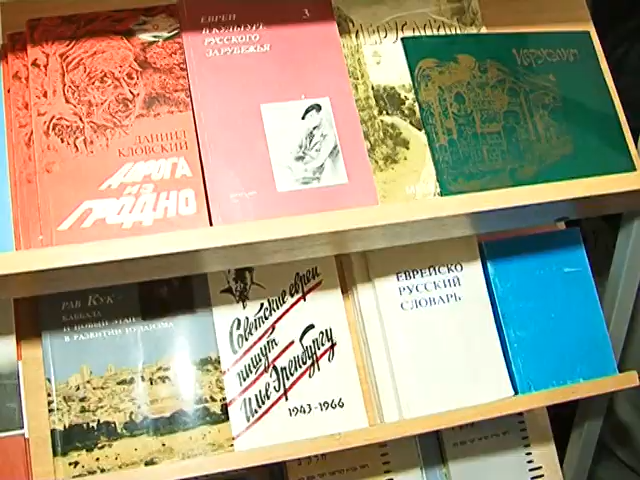 ДАНИИЛ
КЛОВСКИЙ
ДОРОГА
ИЗ
ГРОДНО
ЕВРЕИ
В КУЛЬТУРЕ
РУССКОГО
ЗАРУБЕЖЬЯ
3
ИЕРУСАЛИМ
ИЕРУСАЛИМ
РАВ КУК -
КАББАЛА
И НОВЫЙ ЭТАП
В РАЗВИТИИ ИУДАИЗМА
Советские евреи
пишут
Илье Эренбургу
1943-1966
ЕВРЕЙСКО
РУССКИЙ
СЛОВАРЬ